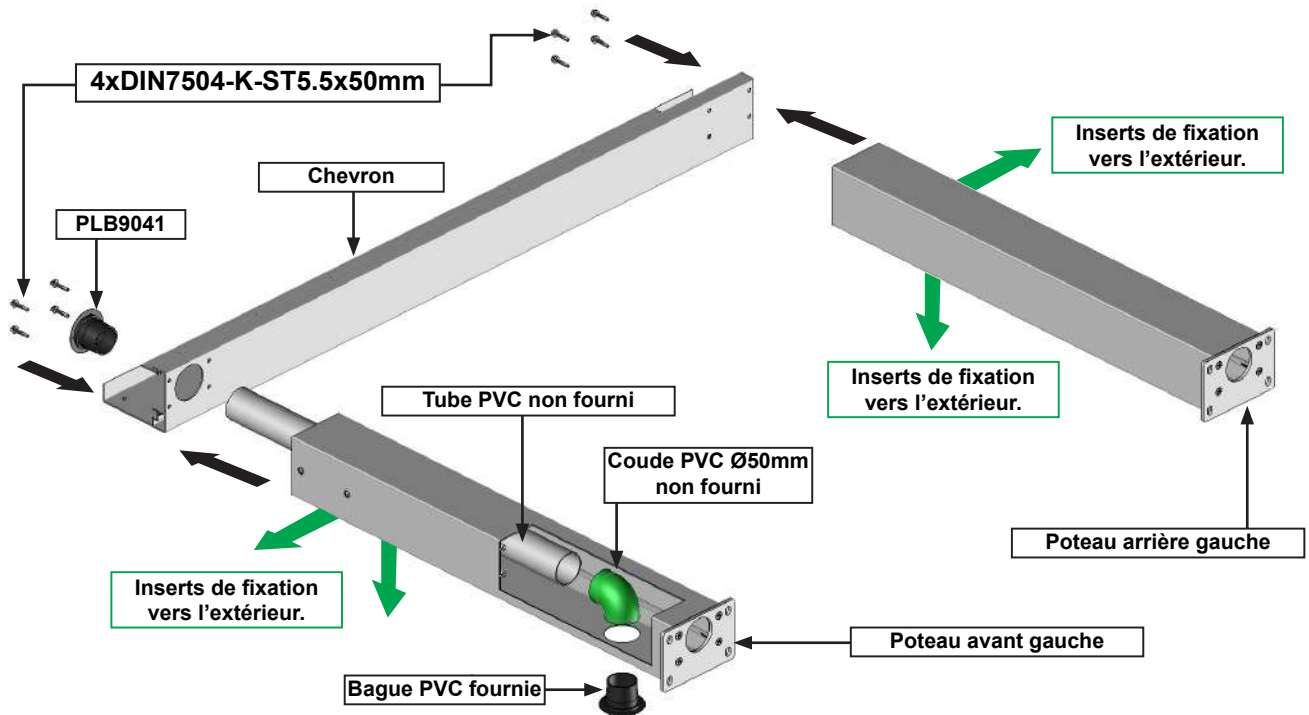 4xDIN7504-K-ST5.5x50mm
Inserts de fixation
vers l'extérieur.
Chevron
PLB9041
Inserts de fixation
vers l'extérieur.
Tube PVC non fourni
Coude PVC Ø50mm
non fourni
Poteau arrière gauche
Inserts de fixation
vers l'extérieur.
Poteau avant gauche
Bague PVC fournie